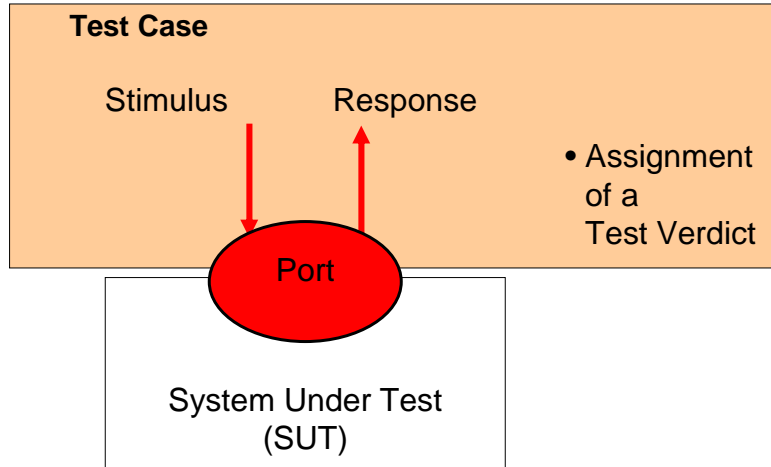 Test Case
Stimulus
Response
• Assignment
of a
Test Verdict
Port
System Under Test
(SUT)